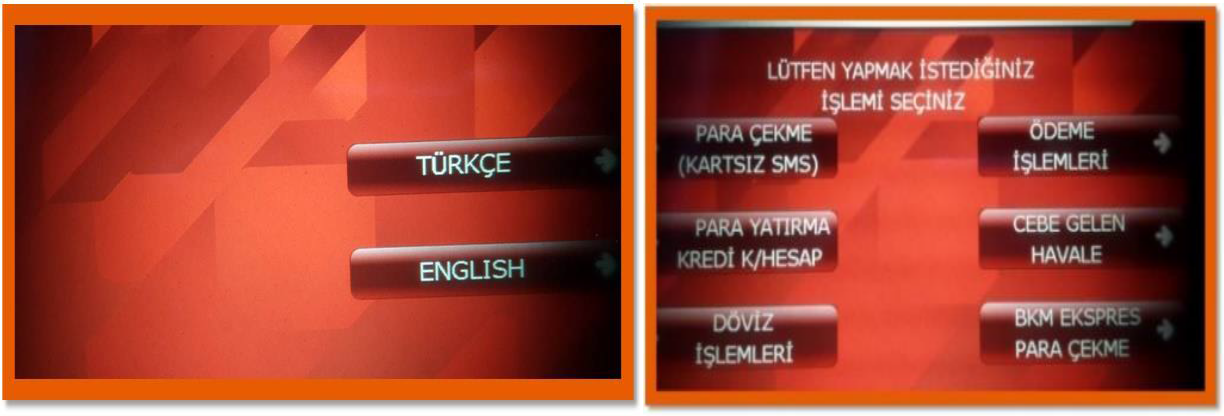 TÜRKÇE
ENGLISH
LÜTFEN YAPMAK İSTEDİĞİNİZ
İŞLEMİ SEÇİNİZ
PARA ÇEKME
(KARTSIZ SMS)
ÖDEME
İŞLEMLERİ
PARA YATIRMA
KREDİ K/HESAP
CEBE GELEN
HAVALE
DÖVİZ
İŞLEMLERİ
BKM EKSPRES
PARA ÇEKME